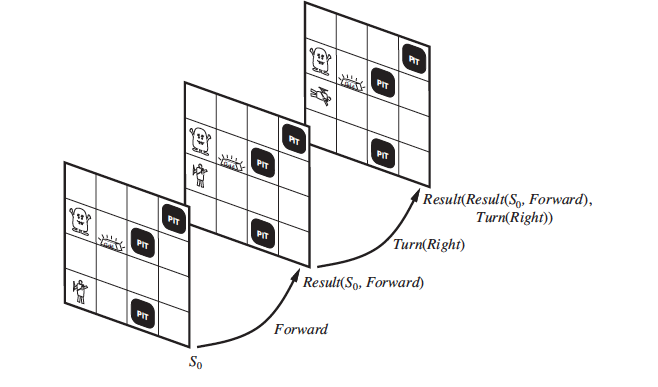 PIT
PIT
PIT
Result(Result(S0, Forward),
Turn(Right))
PIT
PIT
PIT
Turn(Right)
Result(S0, Forward)
PIT
PIT
PIT
Forward
S0